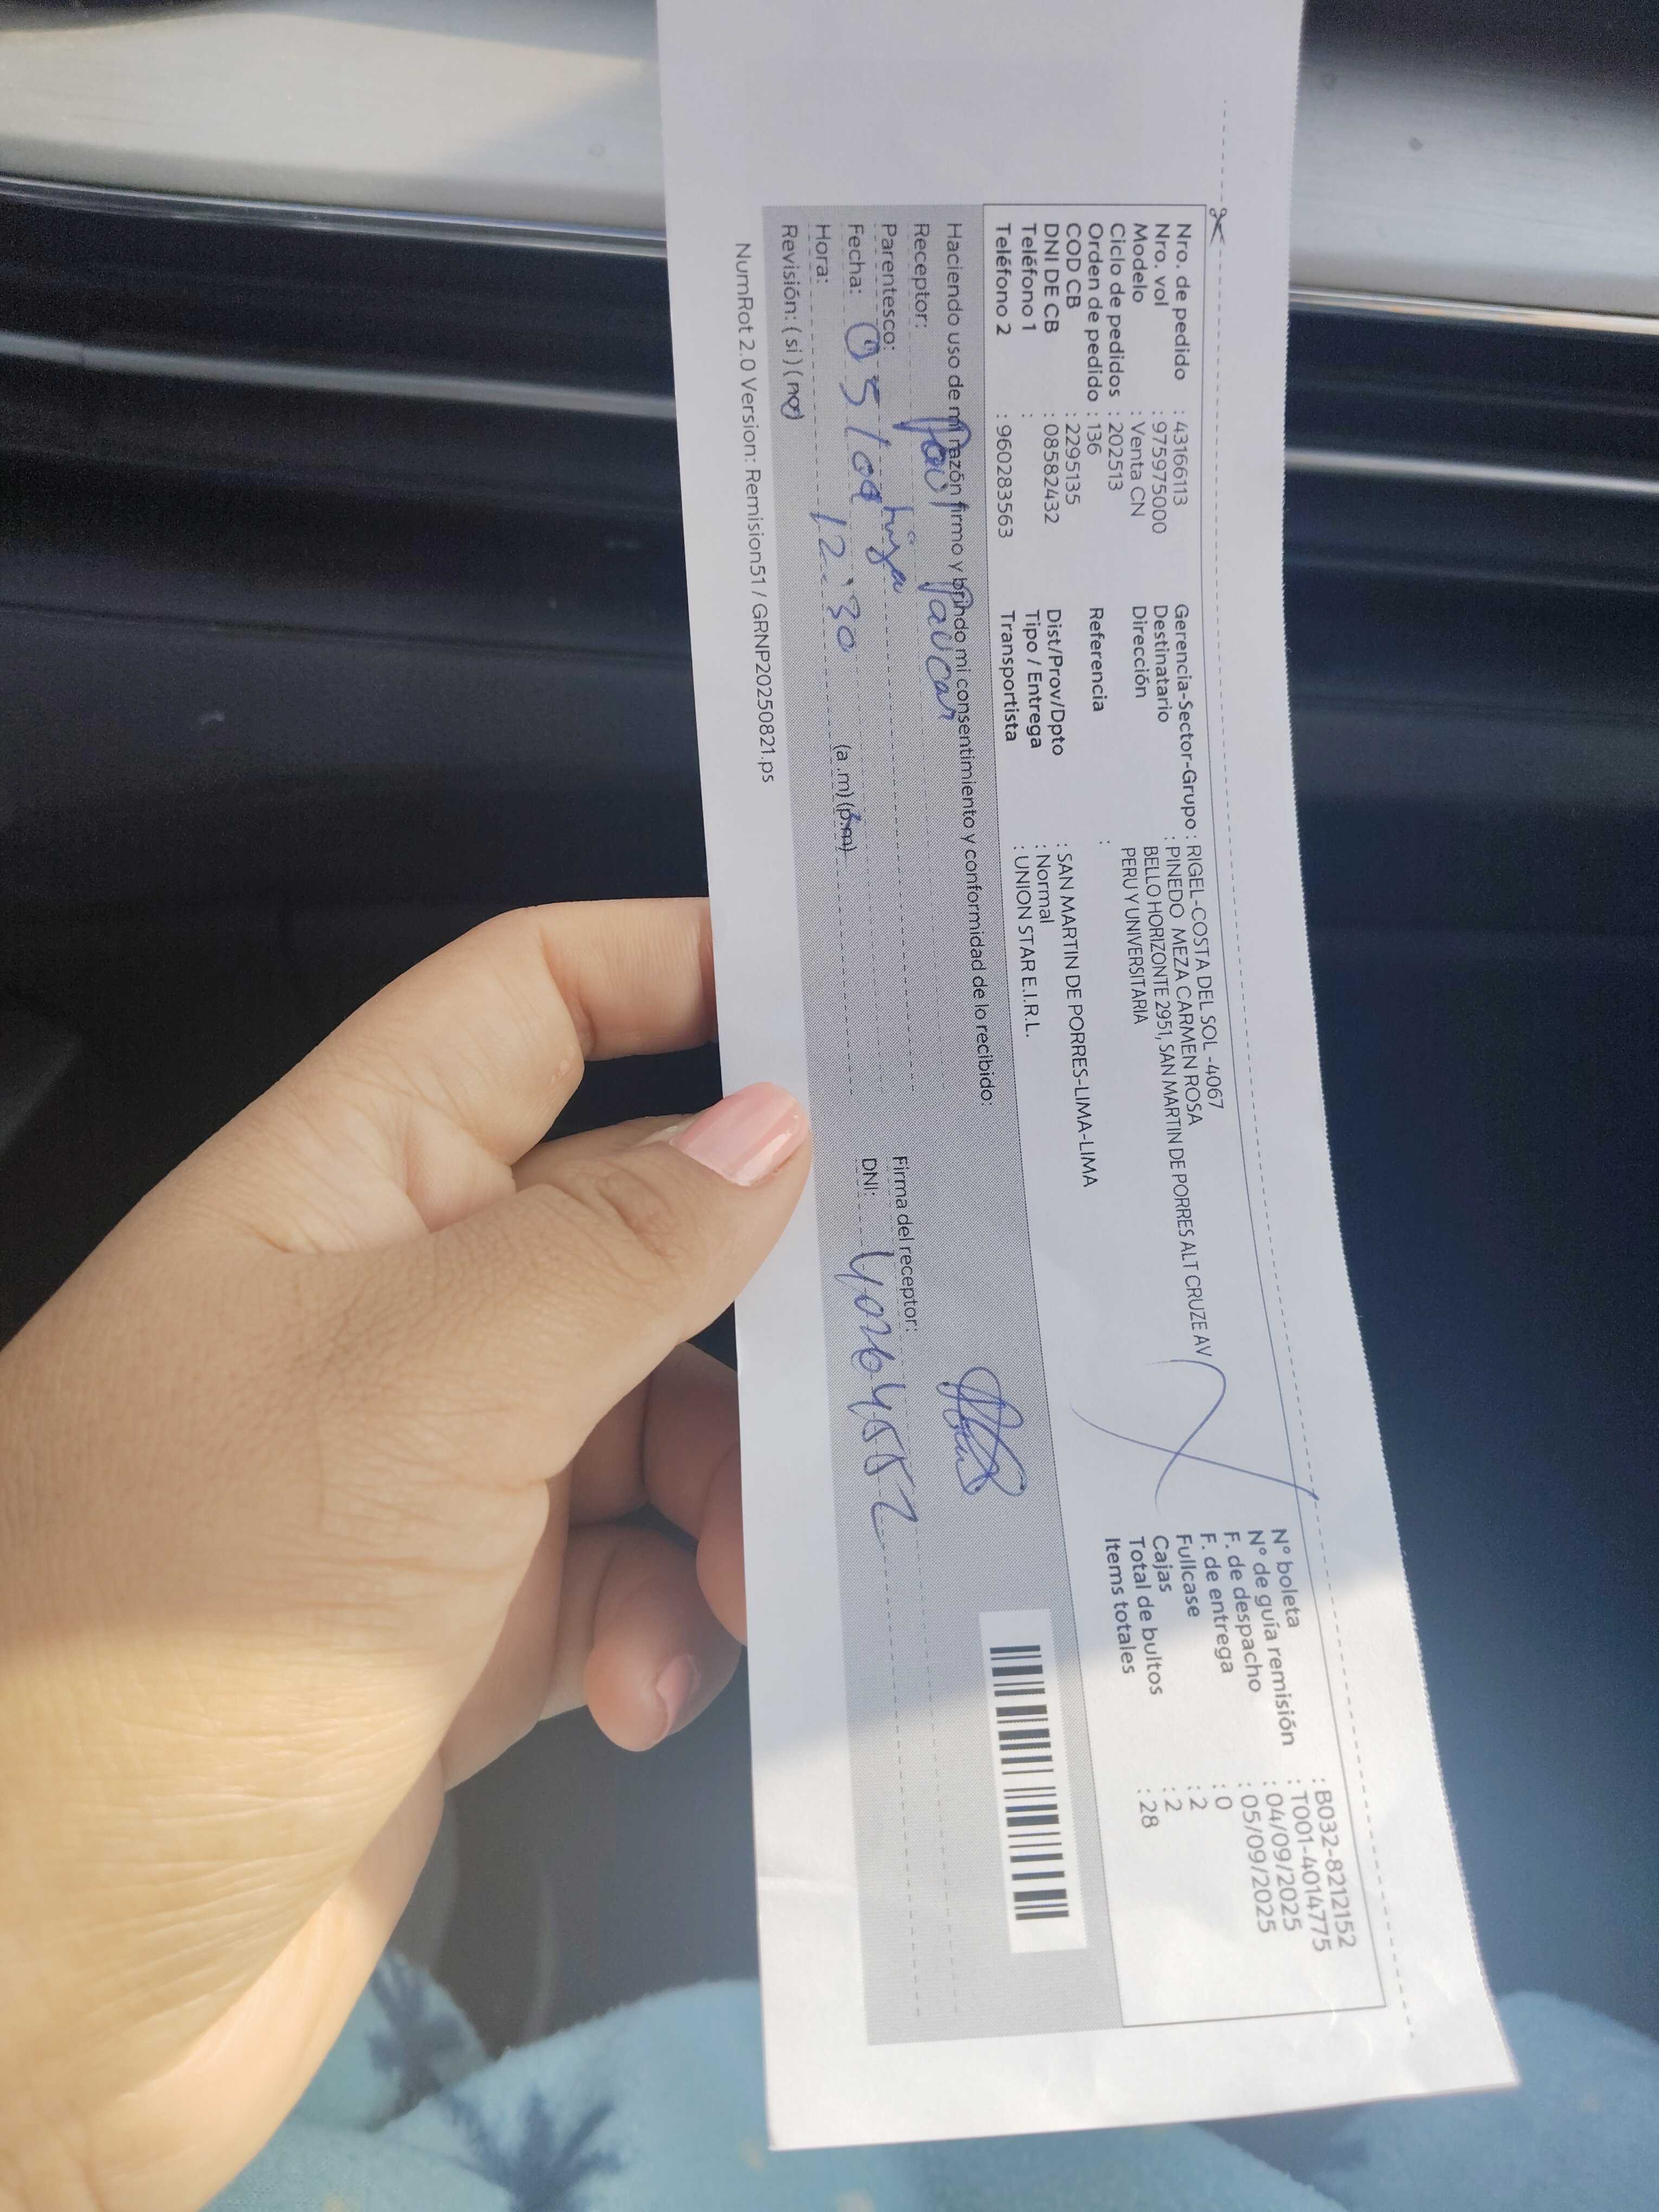 Nro. de pedido : 43166113
Nro. vol : 975975000
Modelo : Venta CN
Ciclo de pedidos : 202513
Orden de pedido : 136
COD CB : 2295135
DNI DE CB : 08582432
Teléfono 1 :
Teléfono 2 : 960283563
Gerencia-Sector-Grupo : RIGEL-COSTA DEL SOL -4067
Destinatario : PINEDO MEZA CARMEN ROSA
Dirección BELLO HORIZONTE 2951, SAN MARTIN DE PORRES ALT CRUZE AV
PERU Y UNIVERSITARIA
Referencia :
Dist/Prov/Dpto : SAN MARTIN DE PORRES-LIMA-LIMA
Tipo / Entrega : Normal
Transportista : UNION STAR E.I.R.L.
N° boleta : B032-8212152
N° de guía remisión : T001-4014775
F. de despacho : 04/09/2025
F. de entrega : 05/09/2025
Fullcase : 0
Cajas : 2
Total de bultos : 2
Items totales : 28
Haciendo uso de mi razón firmo y brindo mi consentimiento y conformidad de lo recibido:
Receptor: Paucar
Parentesco: hija
Fecha: 05/09
Hora: 12:30 (a.m) (p.m)
Revisión: ( si ) ( no )
Firma del receptor:
DNI: 40264552
NumRot 2.0 Version: Remision51 / GRNP20250821.ps